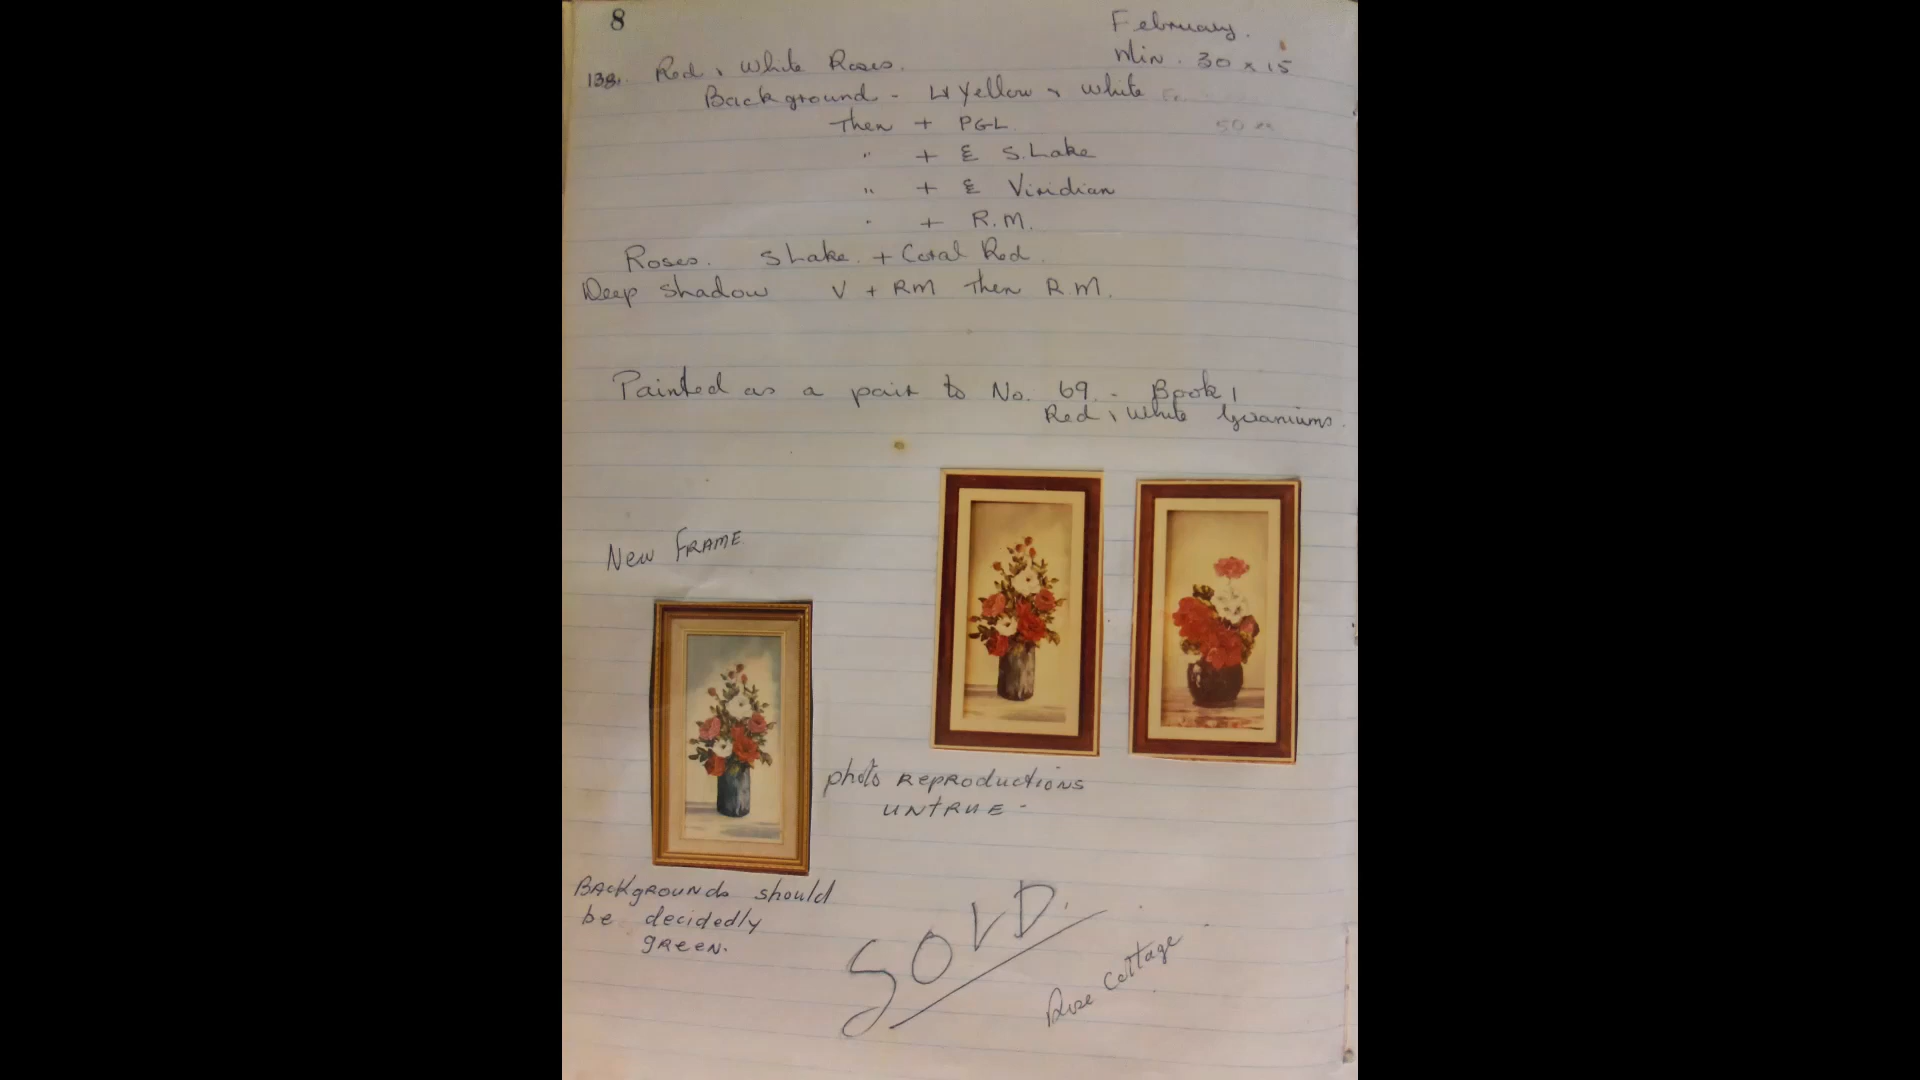 8
February.
Min. 30 x 15
138. Red & White Roses.
Background - Lt Yellow & White
Then + PGL.
" + & S. Lake
" + & Viridian
" + R.M.
Roses. S Lake. + Coral Red.
Deep Shadow V + RM Then R.M.
Painted as a pair to No. 69. - Book 1
Red & White Geraniums.
New FRAME
photo REPRODUCTIONS
UNTRUE -
BACKGROUNDS should
be decidedly
GREEN.
SOLD.
Rose Cottage